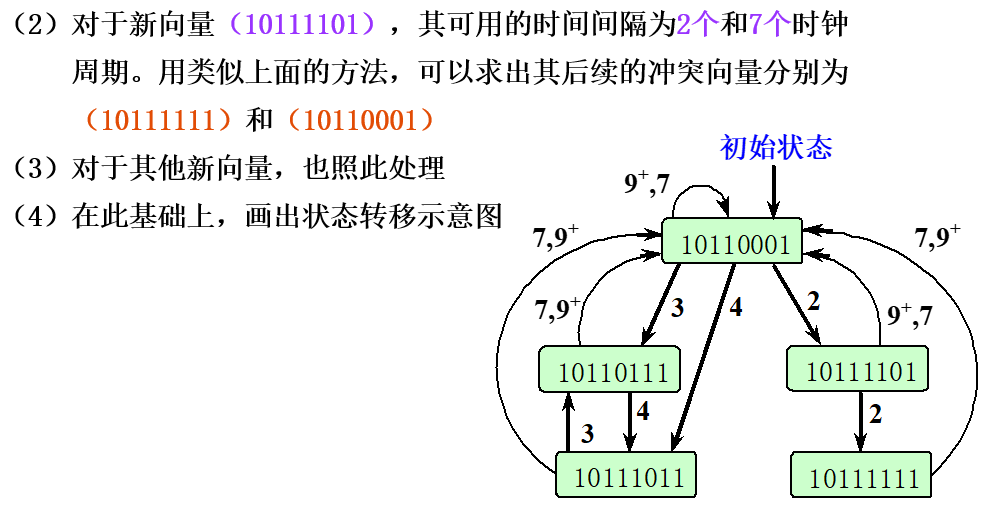 （2）对于新向量（10111101），其可用的时间间隔为2个和7个时钟
周期。用类似上面的方法，可以求出其后续的冲突向量分别为
（10111111）和（10110001）
（3）对于其他新向量，也照此处理
（4）在此基础上，画出状态转移示意图
初始状态
9⁺,7
10110001
7,9⁺
7,9⁺
7,9⁺
3
4
2
9⁺,7
10110111
10111101
4
3
2
10111011
10111111